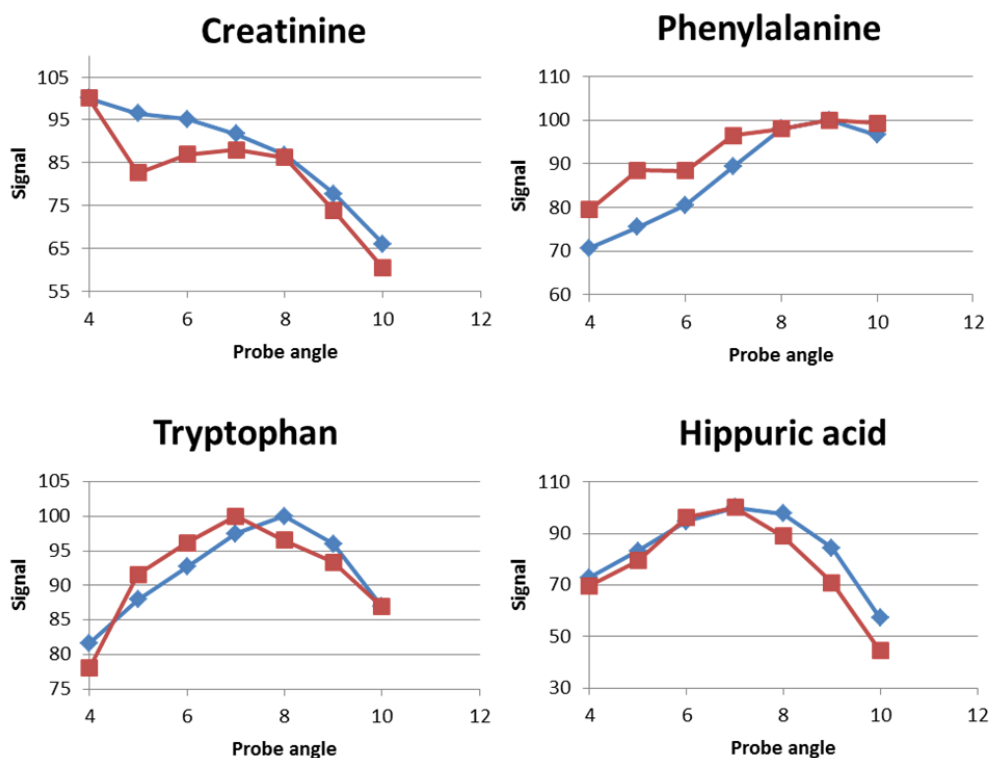 Creatinine
105
95
85
75
65
55
Signal
4 6 8 10 12
Probe angle
Phenylalanine
110
100
90
80
70
60
Signal
4 6 8 10 12
Probe angle
Tryptophan
105
100
95
90
85
80
75
Signal
4 6 8 10 12
Probe angle
Hippuric acid
110
90
70
50
30
Signal
4 6 8 10 12
Probe angle